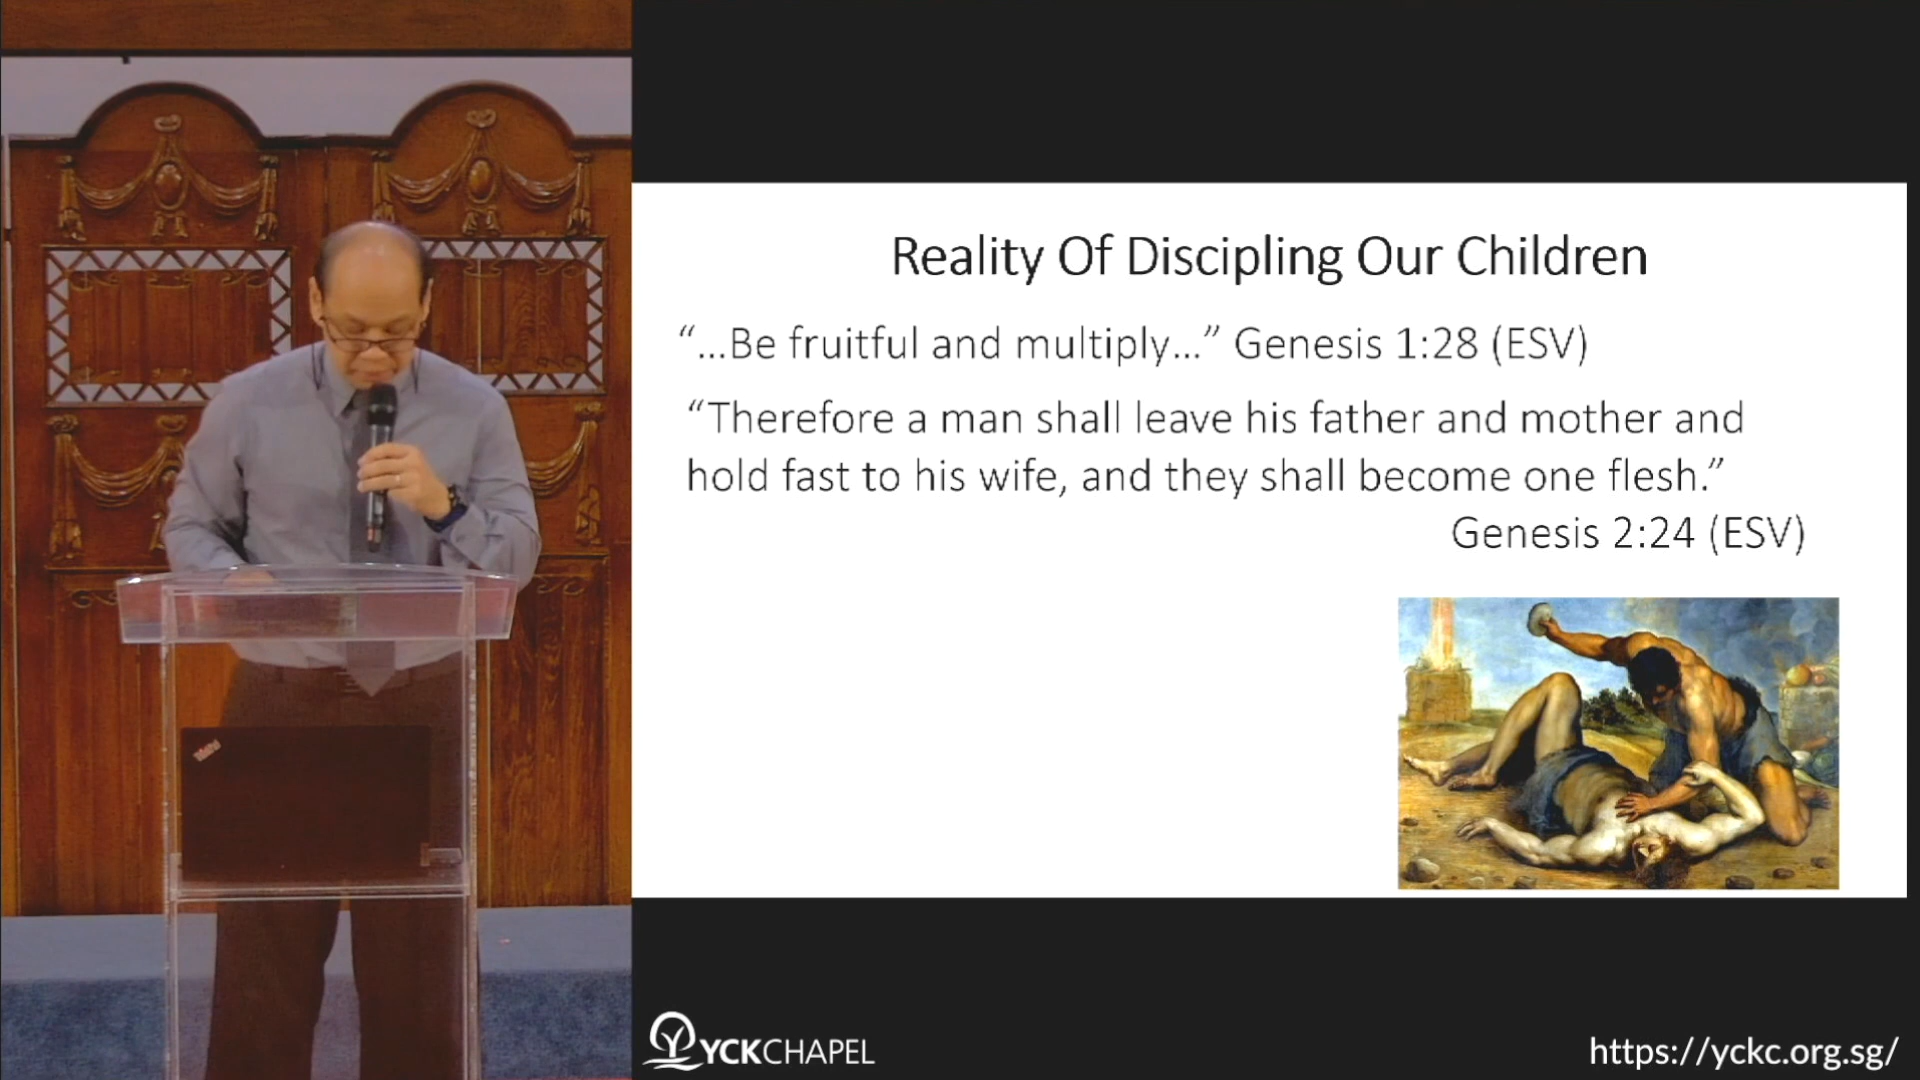 Reality Of Discipling Our Children
“...Be fruitful and multiply...” Genesis 1:28 (ESV)
“Therefore a man shall leave his father and mother and
hold fast to his wife, and they shall become one flesh.”
Genesis 2:24 (ESV)
YCKCHAPEL
https://yckc.org.sg/